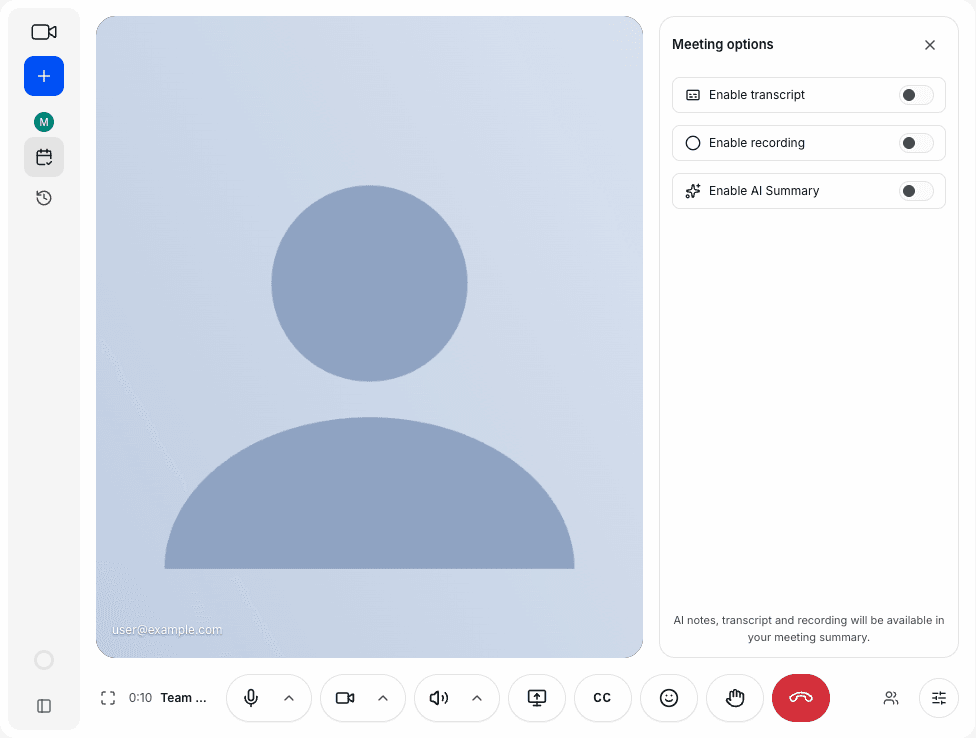 M
user@example.com
Meeting options
Enable transcript
Enable recording
Enable AI Summary
AI notes, transcript and recording will be available in
your meeting summary.
0:10 Team ...
CC